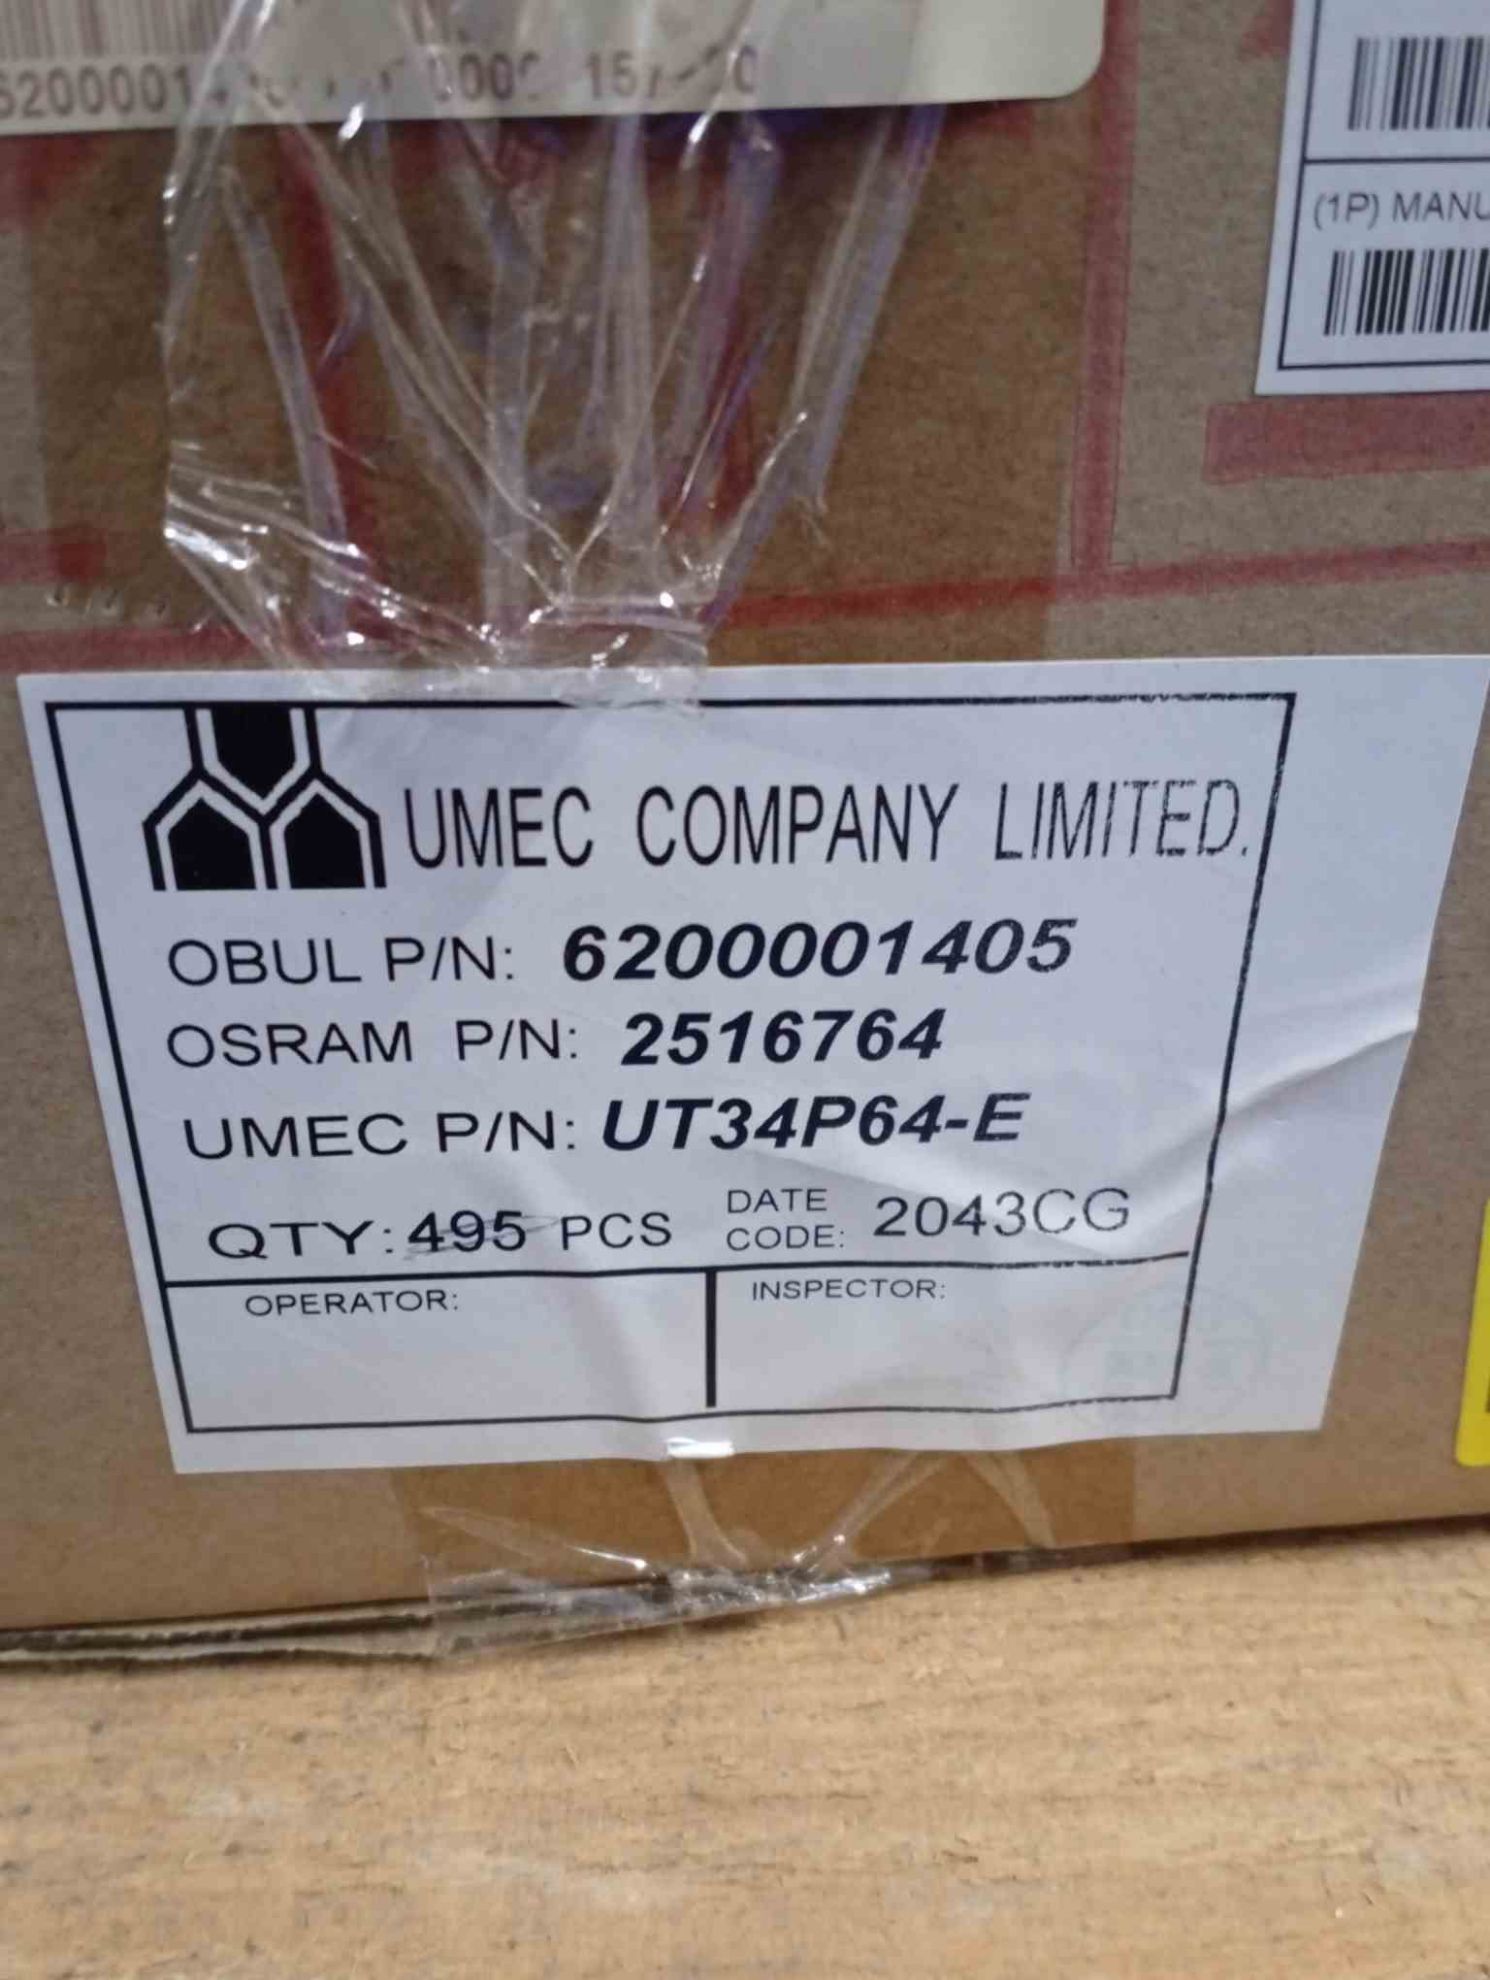 (1P) MANU
UMEC COMPANY LIMITED.
OBUL P/N: 6200001405
OSRAM P/N: 2516764
UMEC P/N: UT34P64-E
QTY: 495 PCS DATE CODE: 2043CG
OPERATOR: INSPECTOR: